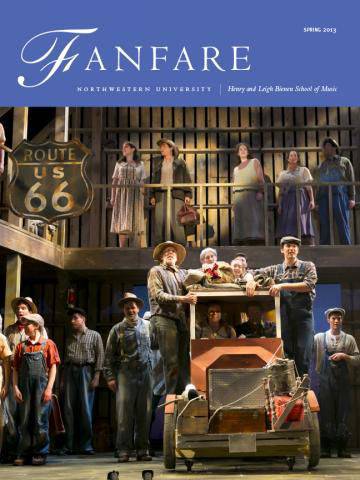 SPRING 2013
FANFARE
NORTHWESTERN UNIVERSITY | Henry and Leigh Bienen School of Music
ROUTE
US
66